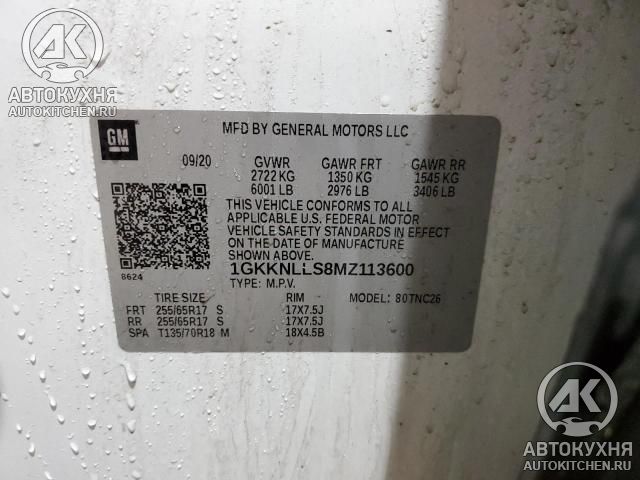 AK
АВТОКУХНЯ
AUTOKITCHEN.RU
GM
MFD BY GENERAL MOTORS LLC
09/20 GVWR GAWR FRT GAWR RR
2722 KG 1350 KG 1545 KG
6001 LB 2976 LB 3406 LB
THIS VEHICLE CONFORMS TO ALL
APPLICABLE U.S. FEDERAL MOTOR
VEHICLE SAFETY STANDARDS IN EFFECT
ON THE DATE OF MANUFACTURE
SHOWN ABOVE.
8624 1GKKNLLS8MZ113600
TYPE: M.P.V.
TIRE SIZE RIM MODEL: 80TNC26
FRT 255/65R17 S 17X7.5J
RR 255/65R17 S 17X7.5J
SPA T135/70R18 M 18X4.5B
AK
АВТОКУХНЯ
AUTOKITCHEN.RU